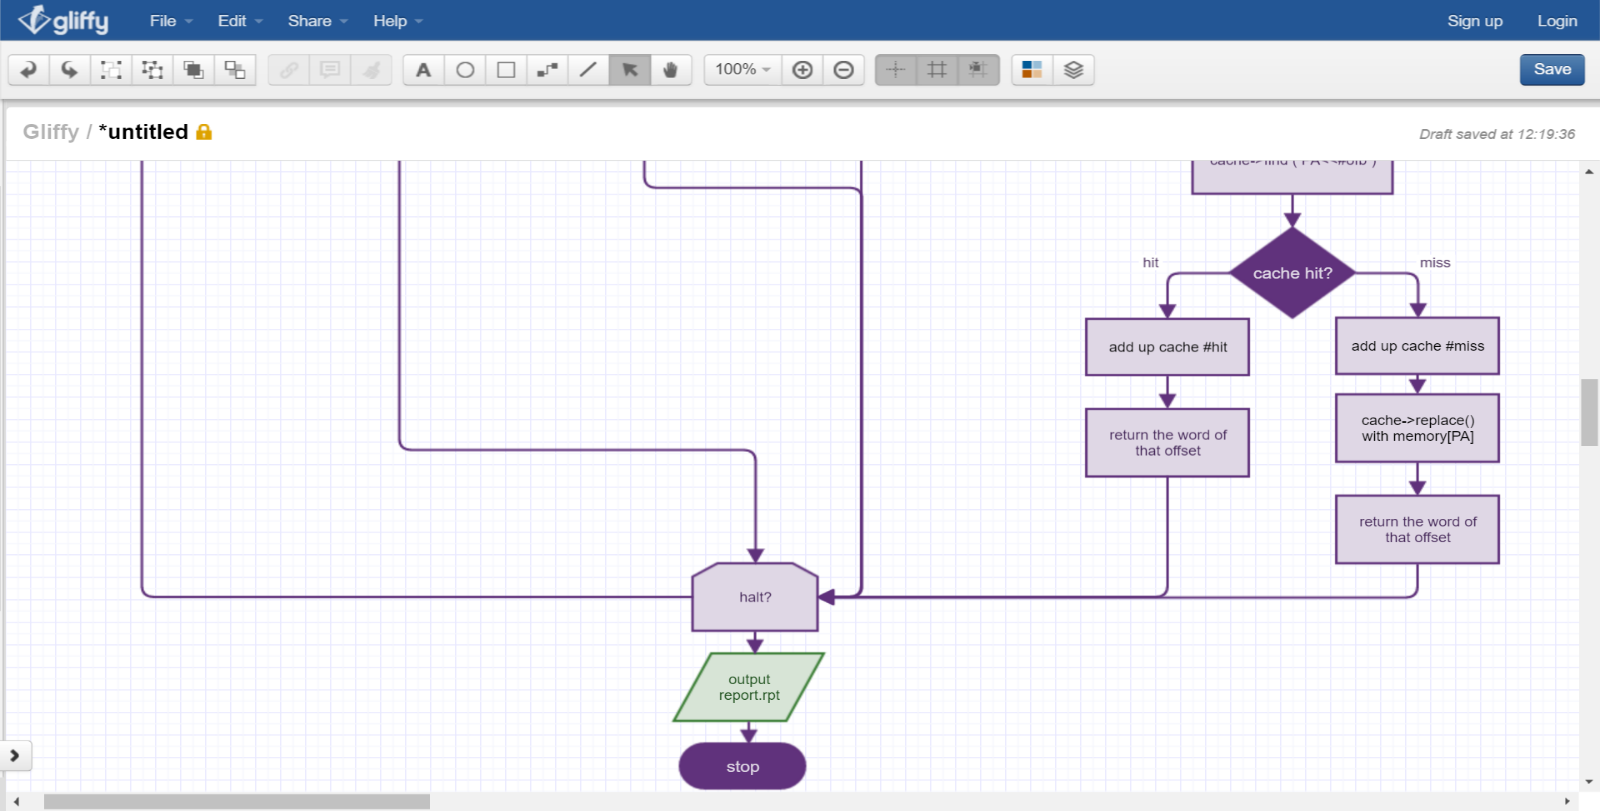 gliffy File Edit Share Help Sign up Login
A 100% Save
Gliffy / *untitled Draft saved at 12:19:36
hit
miss
cache hit?
add up cache #hit
add up cache #miss
cache->replace()
with memory[PA]
return the word of
that offset
return the word of
that offset
halt?
output
report.rpt
stop